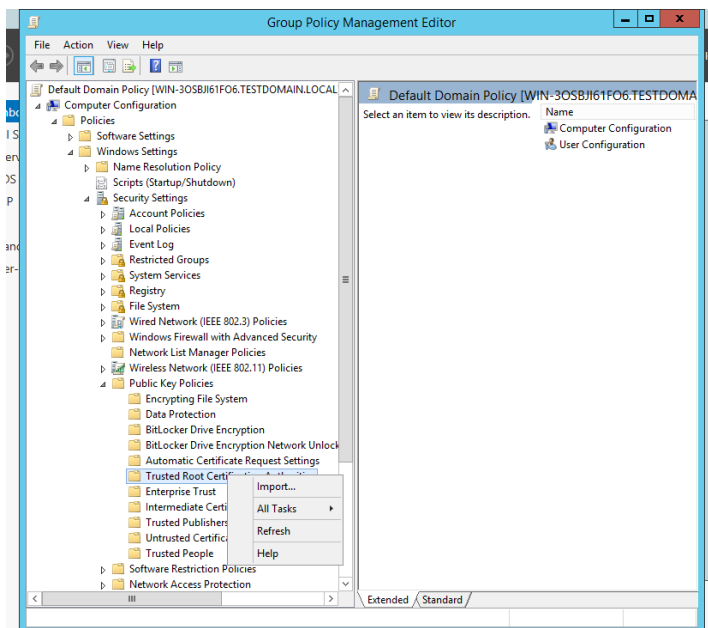 Group Policy Management Editor
File Action View Help
Default Domain Policy [WIN-3OSBJI61FO6.TESTDOMAIN.LOCAL
Computer Configuration
Policies
Software Settings
Windows Settings
Name Resolution Policy
Scripts (Startup/Shutdown)
Security Settings
Account Policies
Local Policies
Event Log
Restricted Groups
System Services
Registry
File System
Wired Network (IEEE 802.3) Policies
Windows Firewall with Advanced Security
Network List Manager Policies
Wireless Network (IEEE 802.11) Policies
Public Key Policies
Encrypting File System
Data Protection
BitLocker Drive Encryption
BitLocker Drive Encryption Network Unlock
Automatic Certificate Request Settings
Trusted Root Certification Authorities
Enterprise Trust
Intermediate Certi
Trusted Publishers
Untrusted Certifica
Trusted People
Software Restriction Policies
Network Access Protection
Import...
All Tasks
Refresh
Help
Default Domain Policy [WIN-3OSBJI61FO6.TESTDOMA
Select an item to view its description.
Name
Computer Configuration
User Configuration
Extended Standard